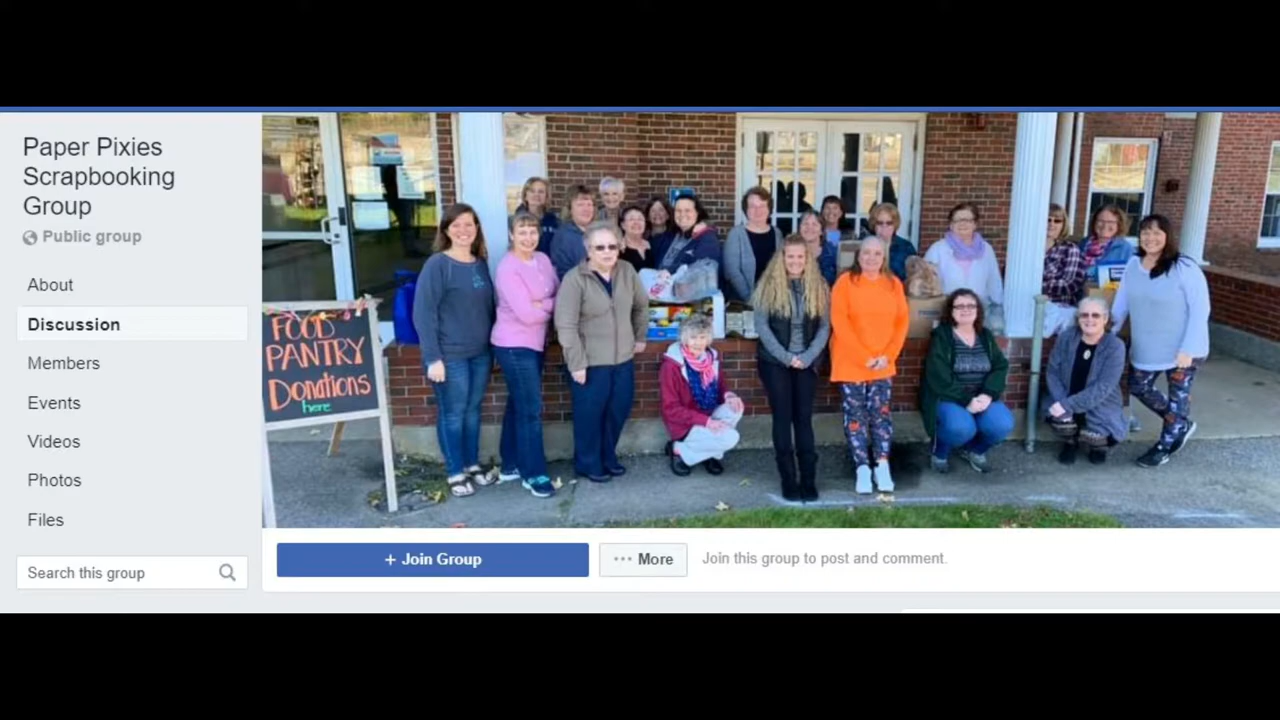 Paper Pixies
Scrapbooking
Group
Public group
About
Discussion
Members
Events
Videos
Photos
Files
Search this group
FOOD
PANTRY
Donations
here
+ Join Group
··· More
Join this group to post and comment.